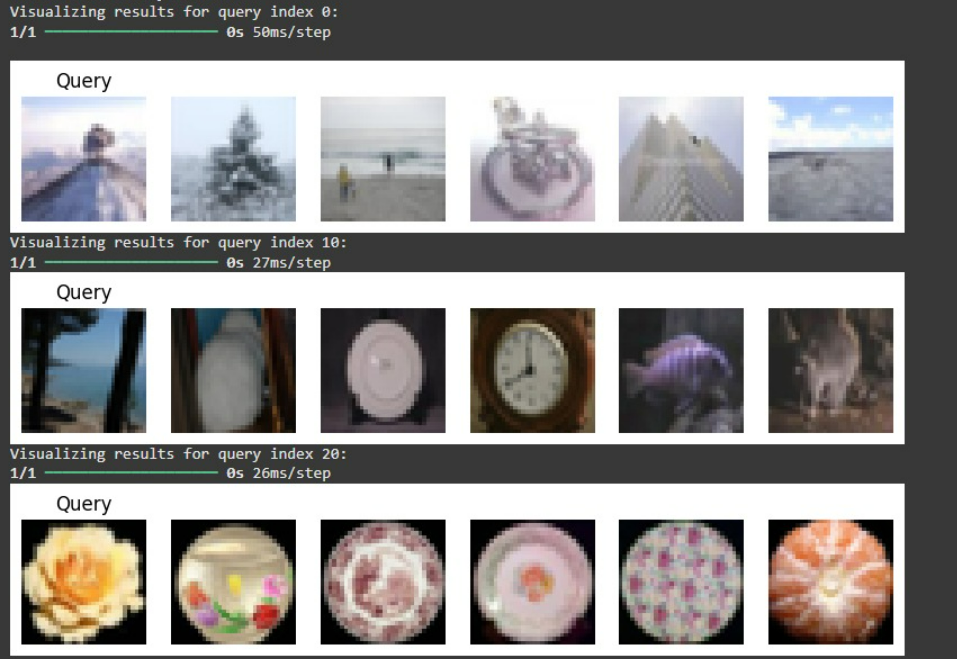 Visualizing results for query index 0:
1/1 ━━━━━━━━━━━━━━━━━━━━ 0s 50ms/step
Query
Visualizing results for query index 10:
1/1 ━━━━━━━━━━━━━━━━━━━━ 0s 27ms/step
Query
Visualizing results for query index 20:
1/1 ━━━━━━━━━━━━━━━━━━━━ 0s 26ms/step
Query